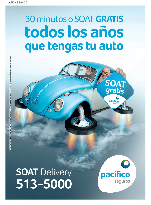 30 minutos o SOAT GRATIS
todos los años
que tengas tu auto
SOAT
gratis
SOAT Delivery
513-5000
pacífico
seguros